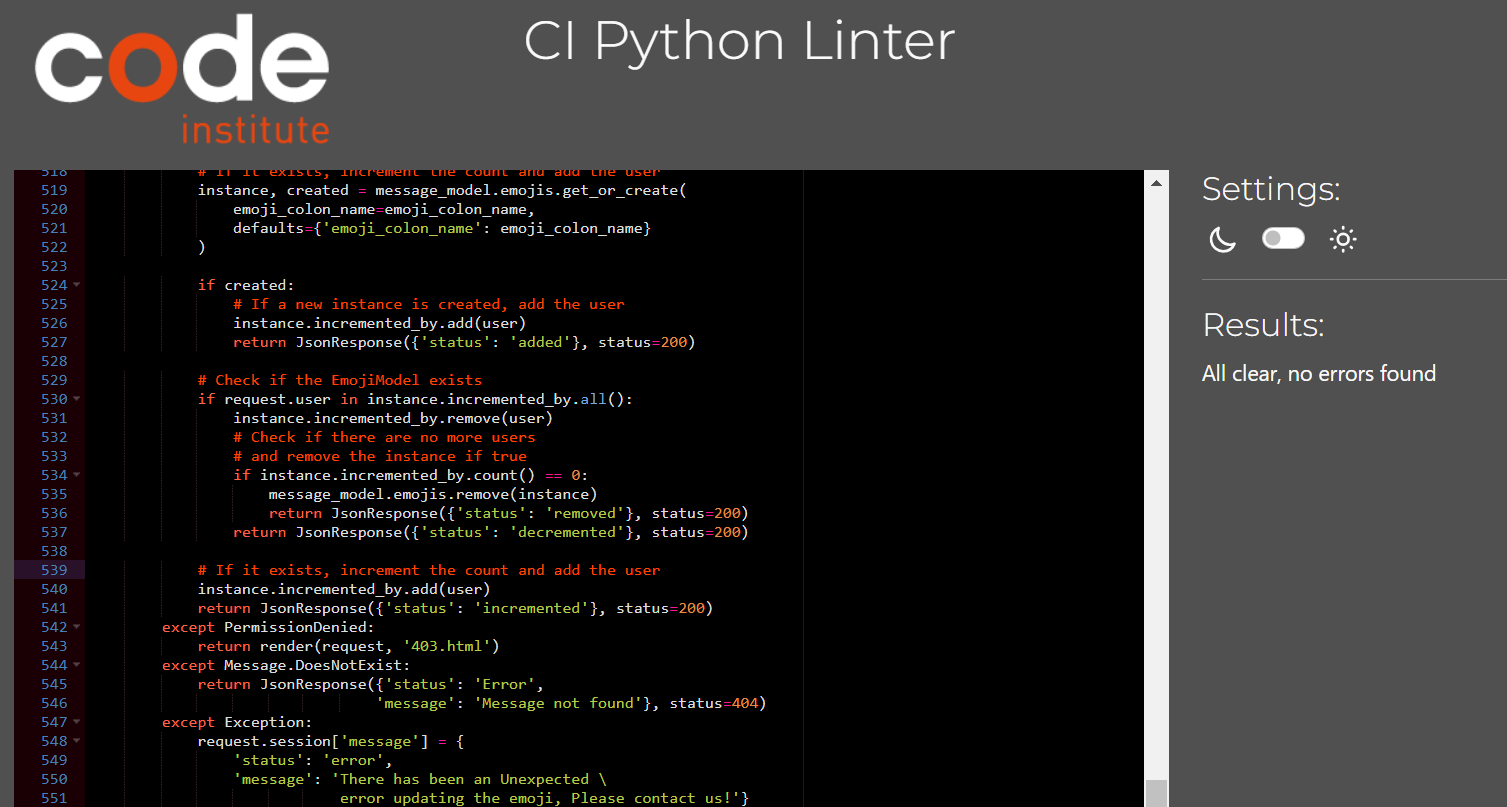 code
institute
CI Python Linter
518 # If it exists, increment the count and add the user
519 instance, created = message_model.emojis.get_or_create(
520 emoji_colon_name=emoji_colon_name,
521 defaults={'emoji_colon_name': emoji_colon_name}
522 )
523
524 if created:
525 # If a new instance is created, add the user
526 instance.incremented_by.add(user)
527 return JsonResponse({'status': 'added'}, status=200)
528
529 # Check if the EmojiModel exists
530 if request.user in instance.incremented_by.all():
531 instance.incremented_by.remove(user)
532 # Check if there are no more users
533 # and remove the instance if true
534 if instance.incremented_by.count() == 0:
535 message_model.emojis.remove(instance)
536 return JsonResponse({'status': 'removed'}, status=200)
537 return JsonResponse({'status': 'decremented'}, status=200)
538
539 # If it exists, increment the count and add the user
540 instance.incremented_by.add(user)
541 return JsonResponse({'status': 'incremented'}, status=200)
542 except PermissionDenied:
543 return render(request, '403.html')
544 except Message.DoesNotExist:
545 return JsonResponse({'status': 'Error',
546 'message': 'Message not found'}, status=404)
547 except Exception:
548 request.session['message'] = {
549 'status': 'error',
550 'message': 'There has been an Unexpected \
551 error updating the emoji, Please contact us!'}
Settings:
Results:
All clear, no errors found